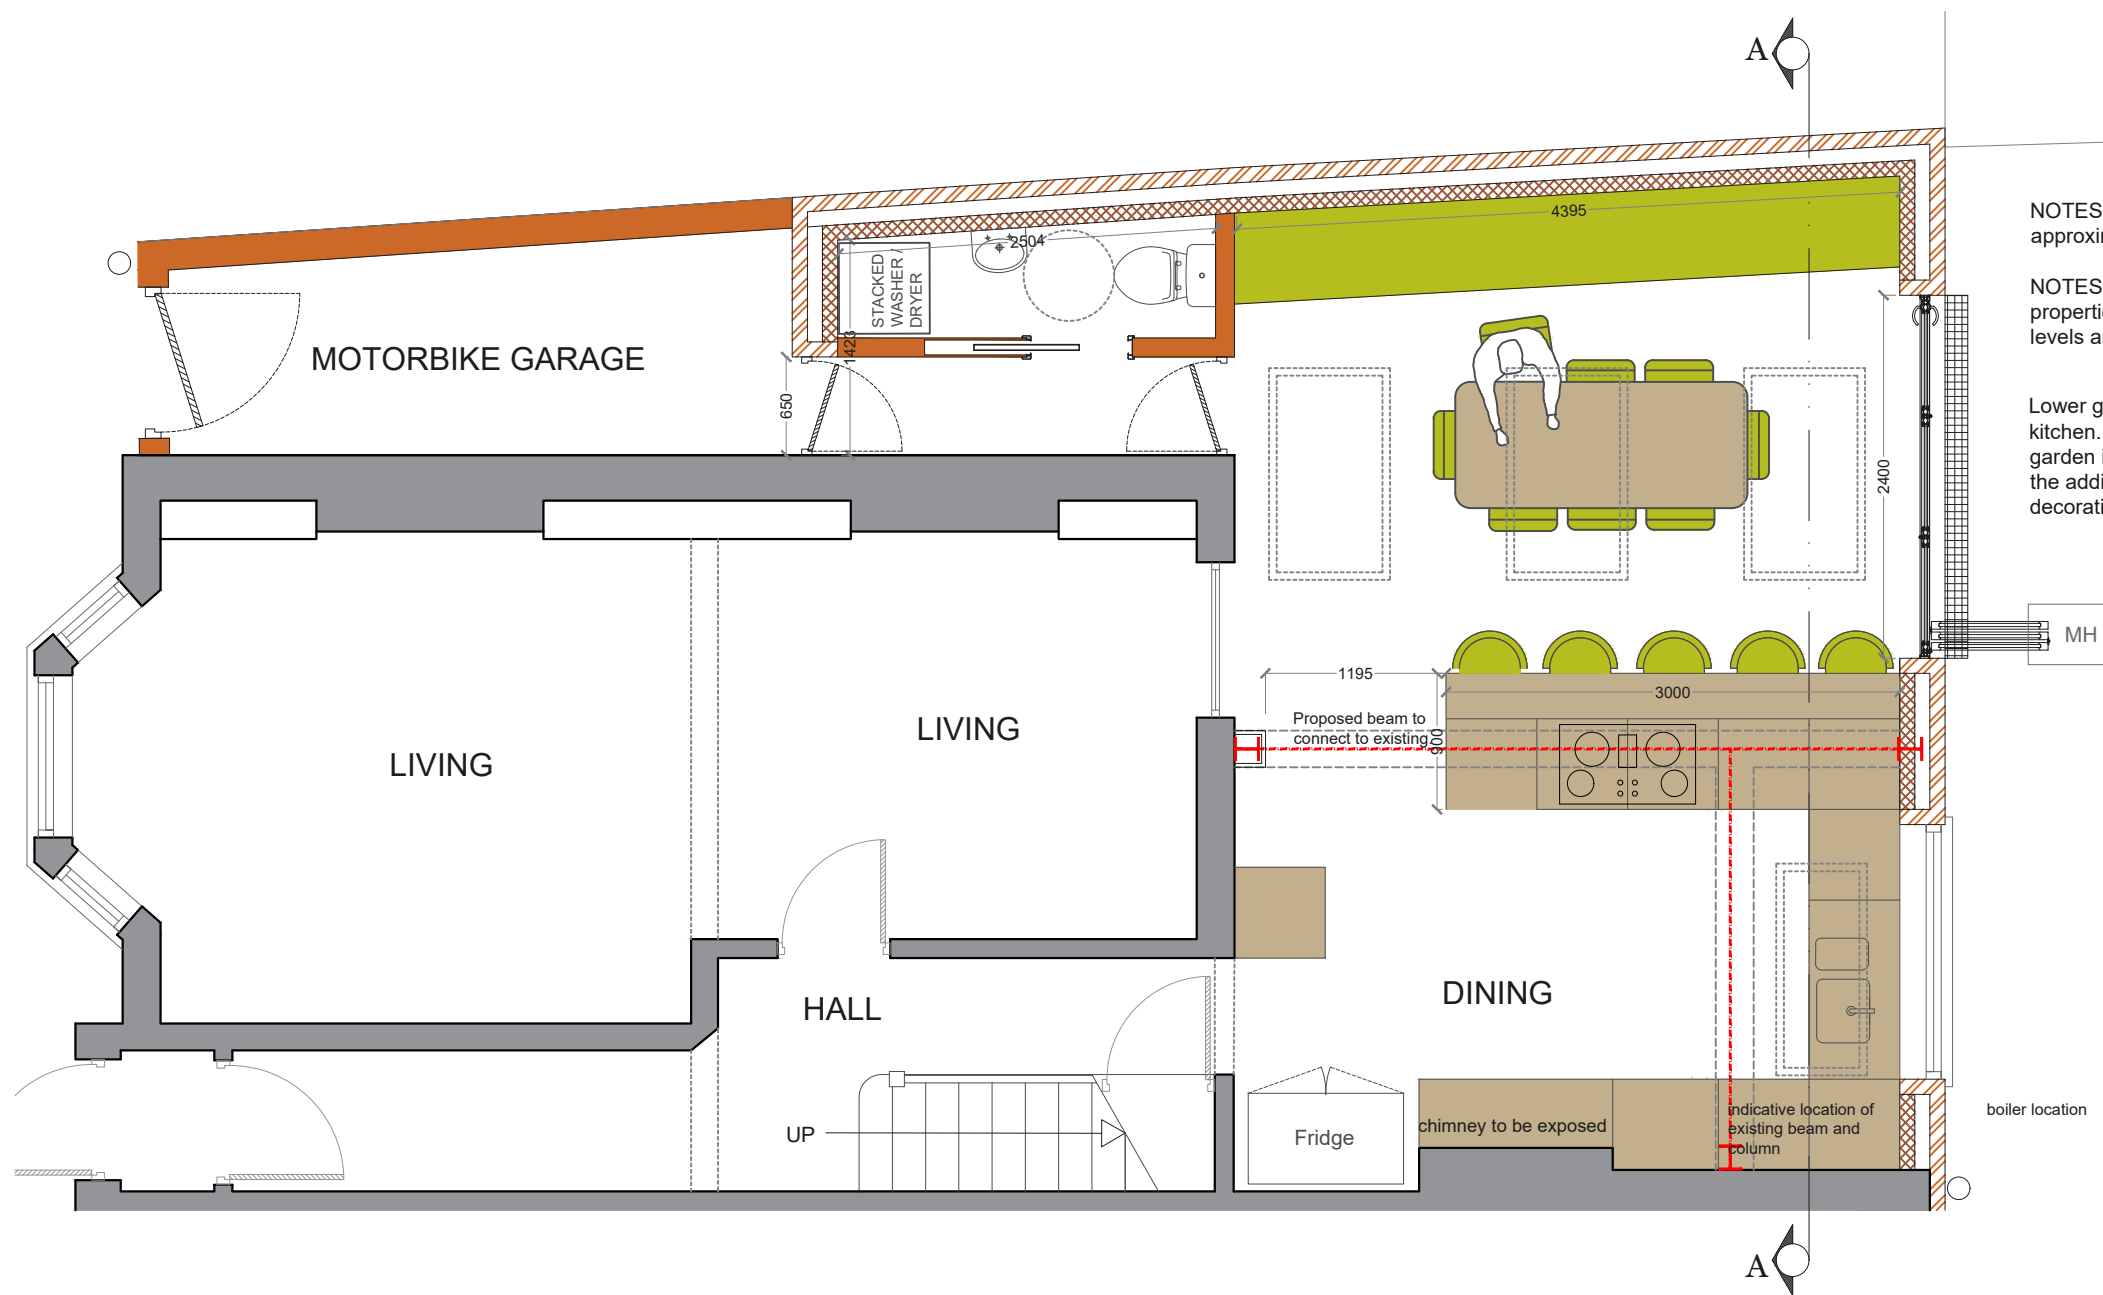 A
NOTES
4395
2504
STACKED
WASHER /
DRYER
1423
MOTORBIKE GARAGE
650
2400
Lower g
kitchen.
garden i
MH
1195
3000
Proposed beam to
connect to existing
900
LIVING
LIVING
HALL
DINING
UP
Fridge
chimney to be exposed
indicative location of
existing beam and
column
boiler location
A
NOTES
approxi
properti
levels a
the addi
decorati